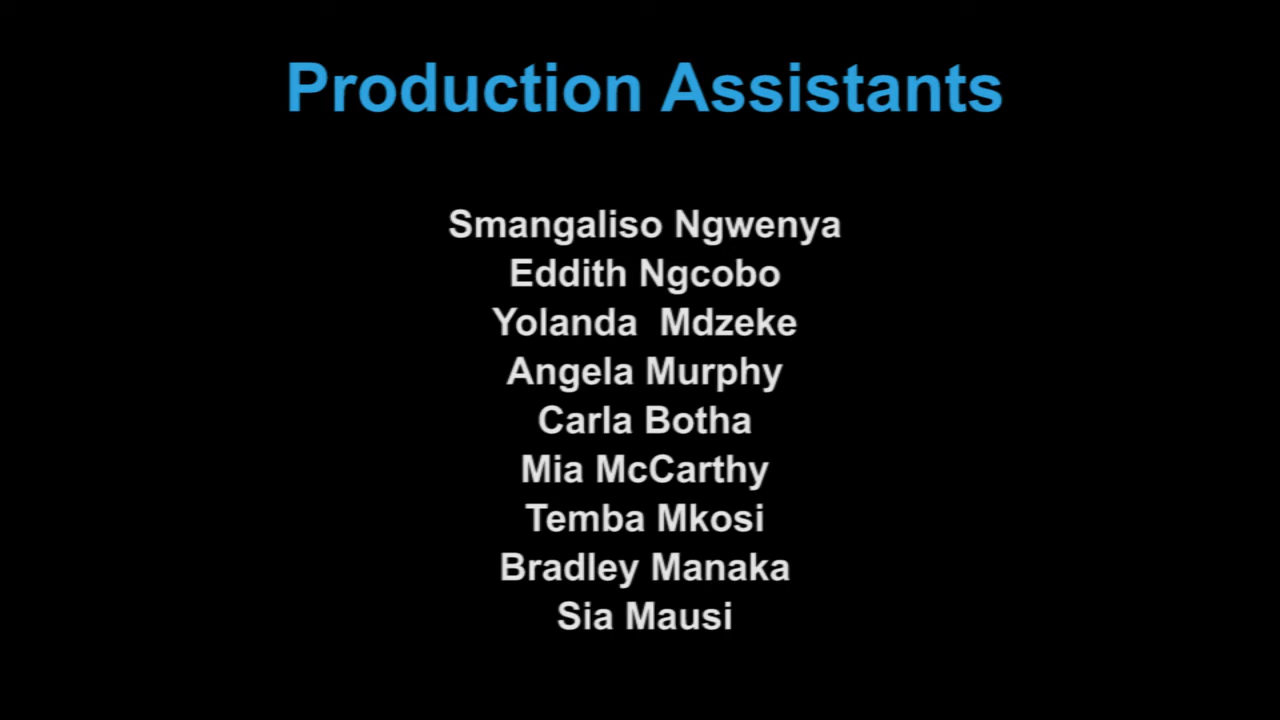 Production Assistants
Smangaliso Ngwenya
Eddith Ngcobo
Yolanda  Mdzeke
Angela Murphy
Carla Botha
Mia McCarthy
Temba Mkosi
Bradley Manaka
Sia Mausi